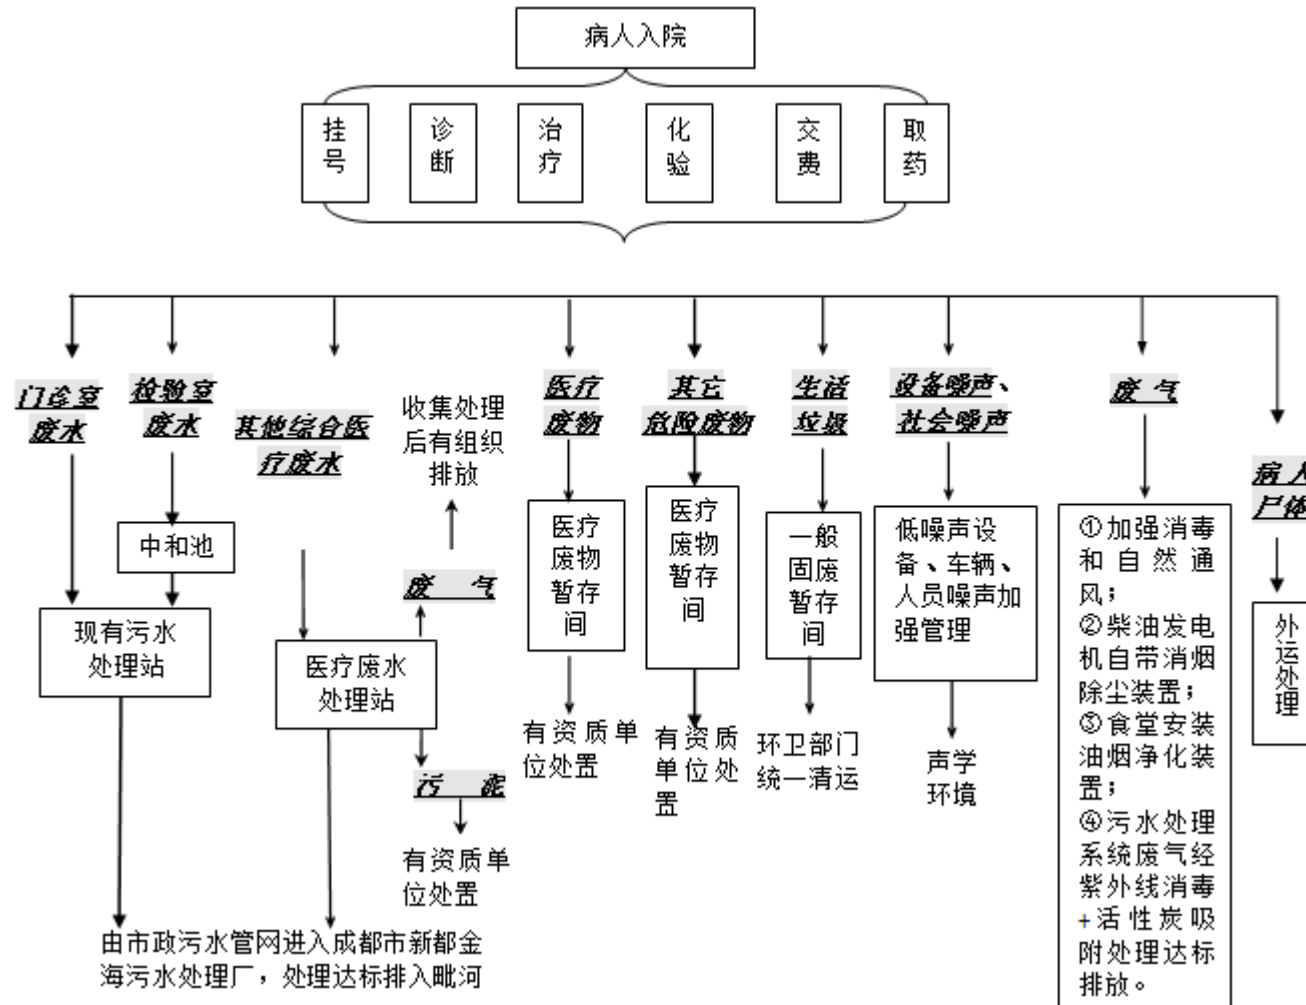 病人入院
挂
号
诊
断
治
疗
化
验
交
费
取
药
门诊室
废水
检验室
废水
其他综合医
疗废水
收集处理
后有组织
排放
医疗
废物
其它
危险废物
生活
垃圾
设备噪声、
社会噪声
废气
病人
尸体
中和池
现有污水
处理站
医疗废水
处理站
废 气
污 泥
有资质单
位处置
医疗
废物
暂存
间
有资质单
位处置
医疗
废物
暂存
间
有资质
单位处
置
一般
固废
暂存
间
环卫部门
统一清运
低噪声设
备、车辆、
人员噪声加
强管理
声学
环境
①加强消毒
和自然通
风；
②柴油发电
机自带消烟
除尘装置；
③食堂安装
油烟净化装
置；
④污水处理
系统废气经
紫外线消毒
+活性炭吸
附处理达标
排放。
外
运
处
理
由市政污水管网进入成都市新都金
海污水处理厂，处理达标排入毗河